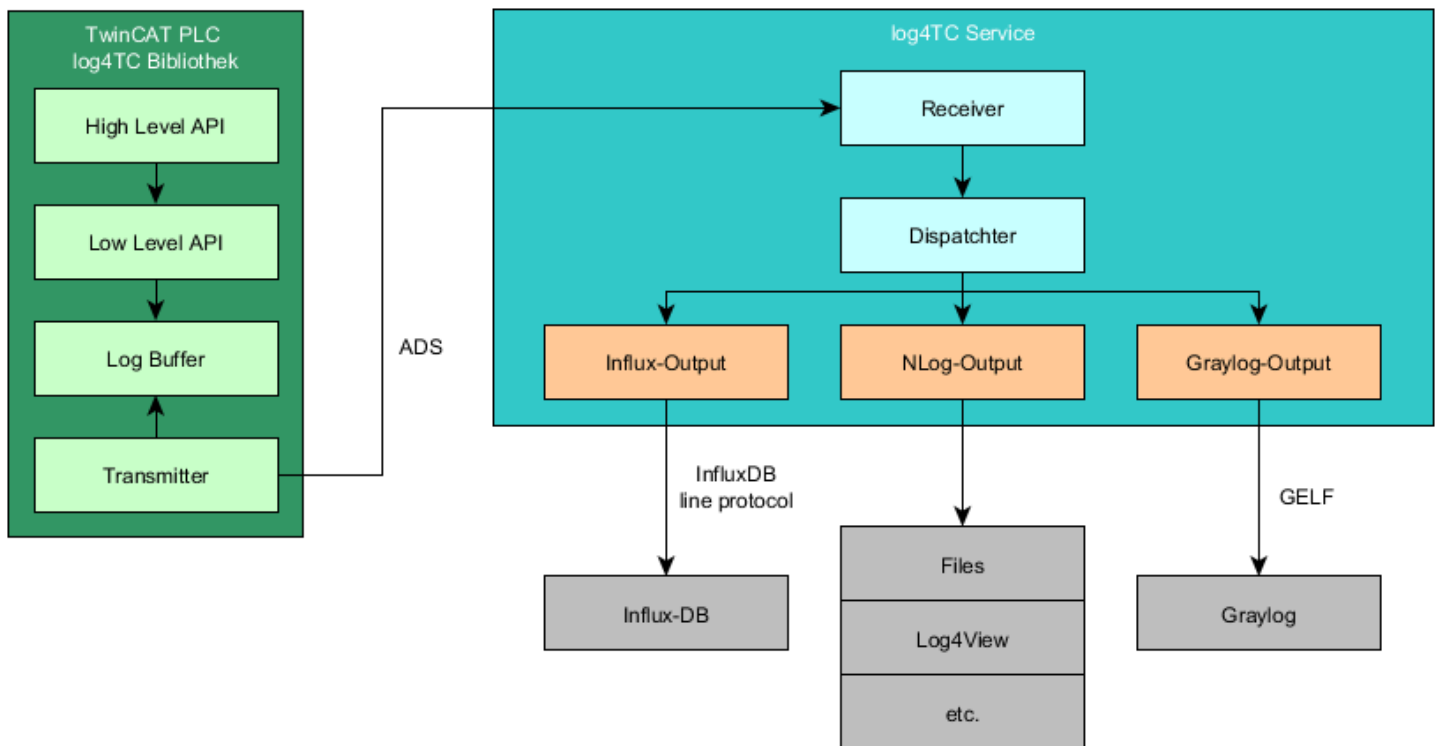 TwinCAT PLC
log4TC Bibliothek
High Level API
Low Level API
Log Buffer
Transmitter
ADS
log4TC Service
Receiver
Dispatchter
Influx-Output
NLog-Output
Graylog-Output
InfluxDB
line protocol
GELF
Influx-DB
Files
Log4View
etc.
Graylog